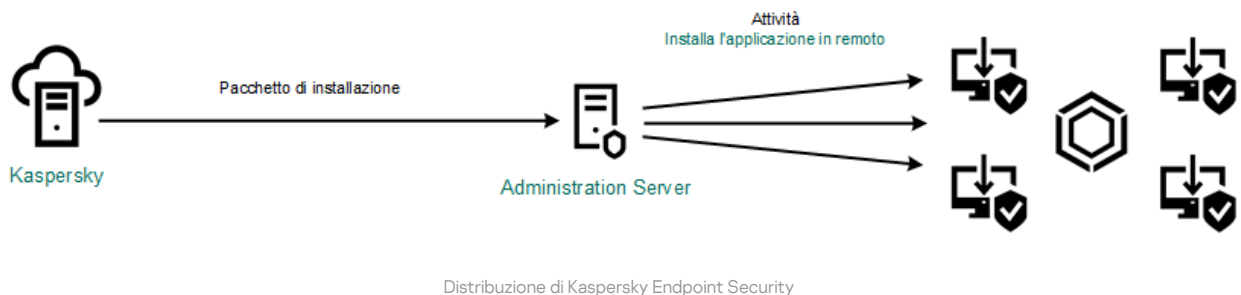 Attività
Installa l'applicazione in remoto
Pacchetto di installazione
Kaspersky
Administration Server
Distribuzione di Kaspersky Endpoint Security